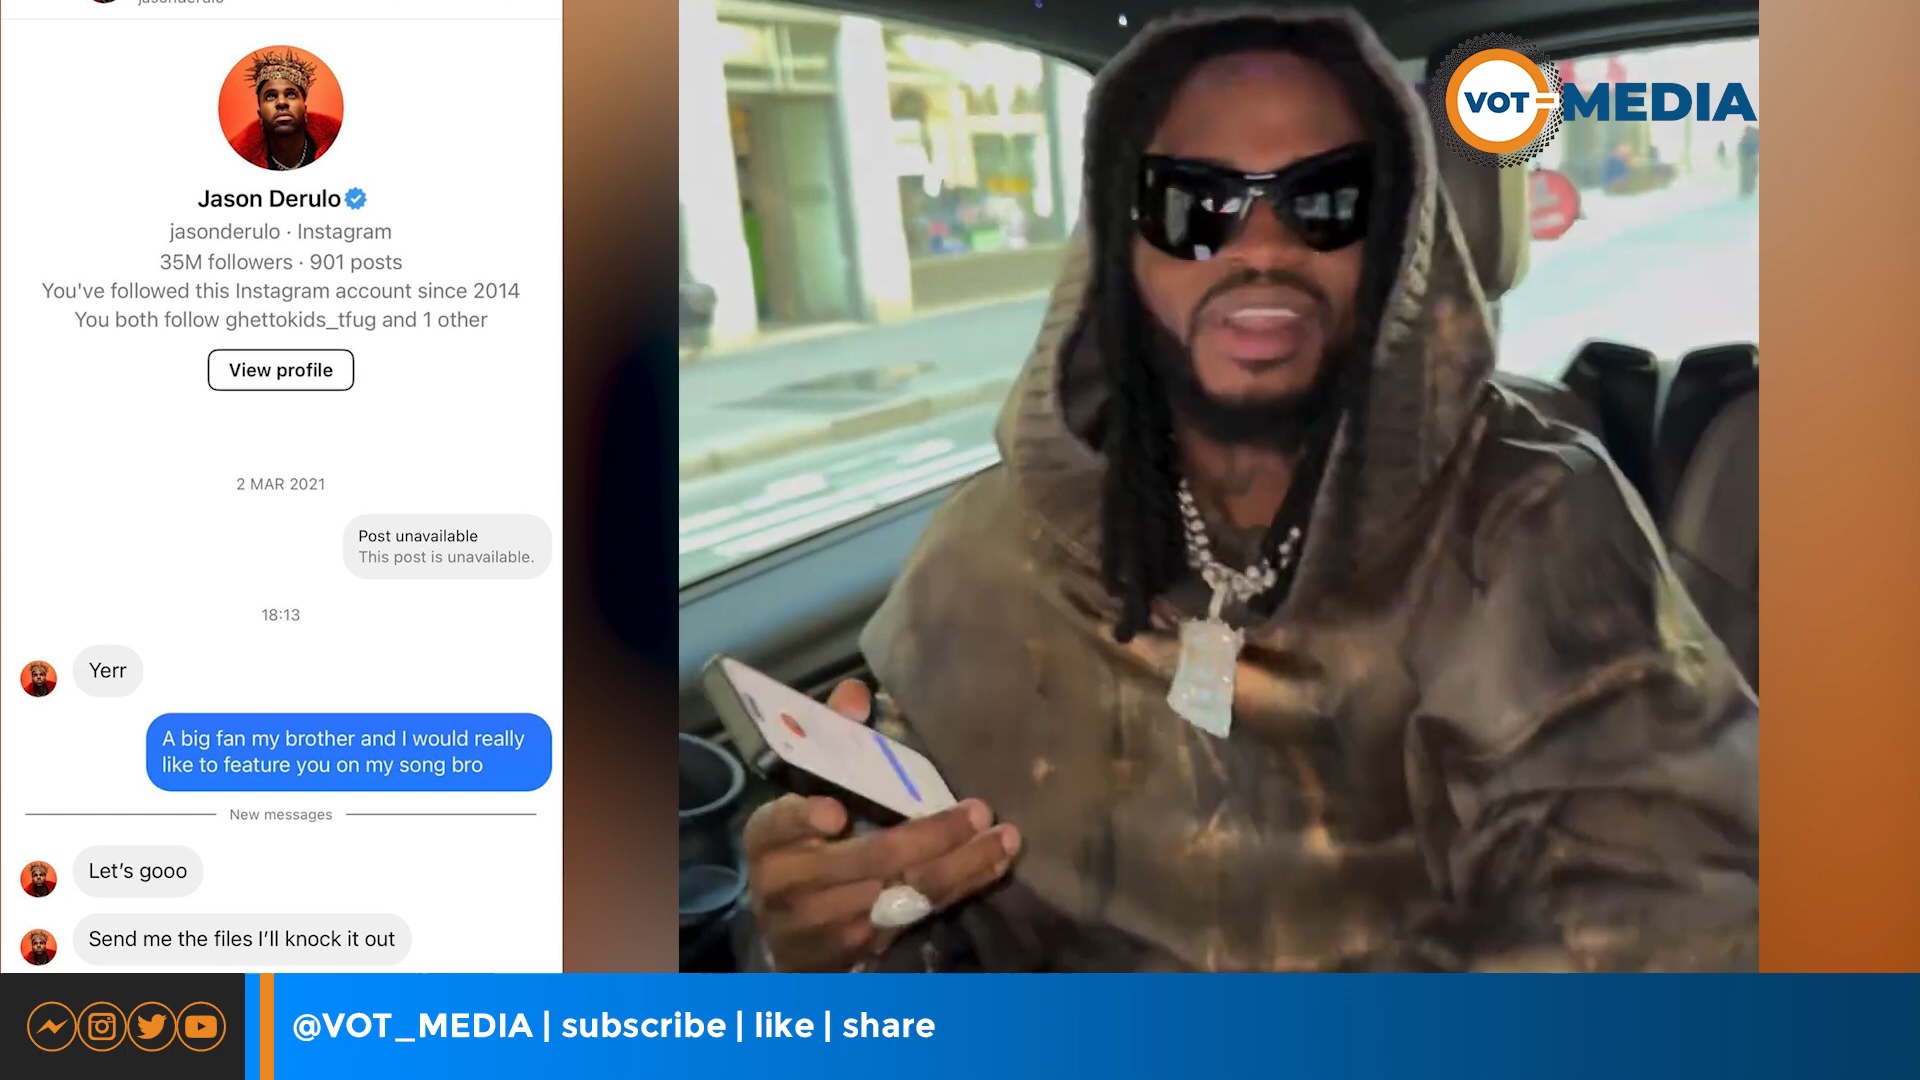 jasonderulo
Jason Derulo
jasonderulo · Instagram
35M followers · 901 posts
You've followed this Instagram account since 2014
You both follow ghettokids_tfug and 1 other
View profile
2 MAR 2021
Post unavailable
This post is unavailable.
18:13
Yerr
A big fan my brother and I would really
like to feature you on my song bro
New messages
Let's gooo
Send me the files I'll knock it out
VOT MEDIA
@VOT_MEDIA | subscribe | like | share